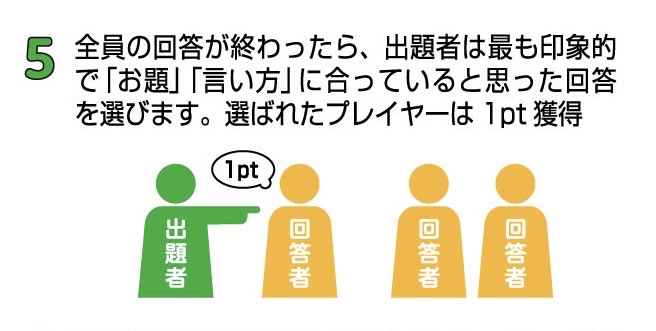 5
全員の回答が終わったら、出題者は最も印象的
で「お題」「言い方」に合っていると思った回答
を選びます。選ばれたプレイヤーは 1pt 獲得
1pt
出題者
回答者
回答者
回答者